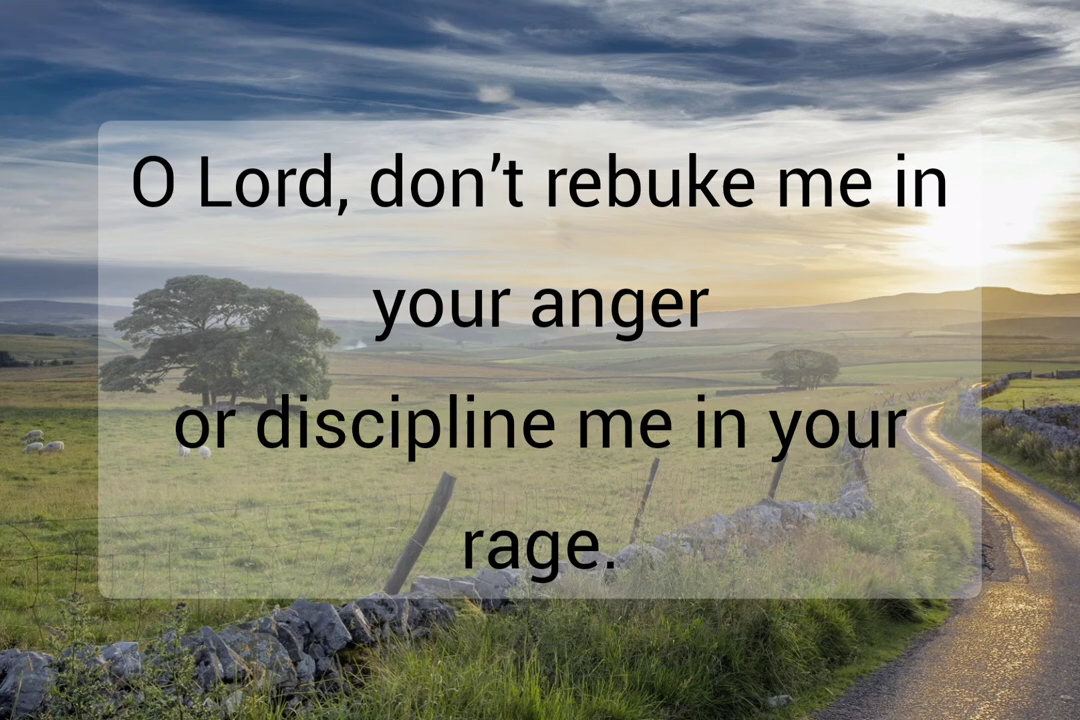 O Lord, don’t rebuke me in
your anger
or discipline me in your
rage.